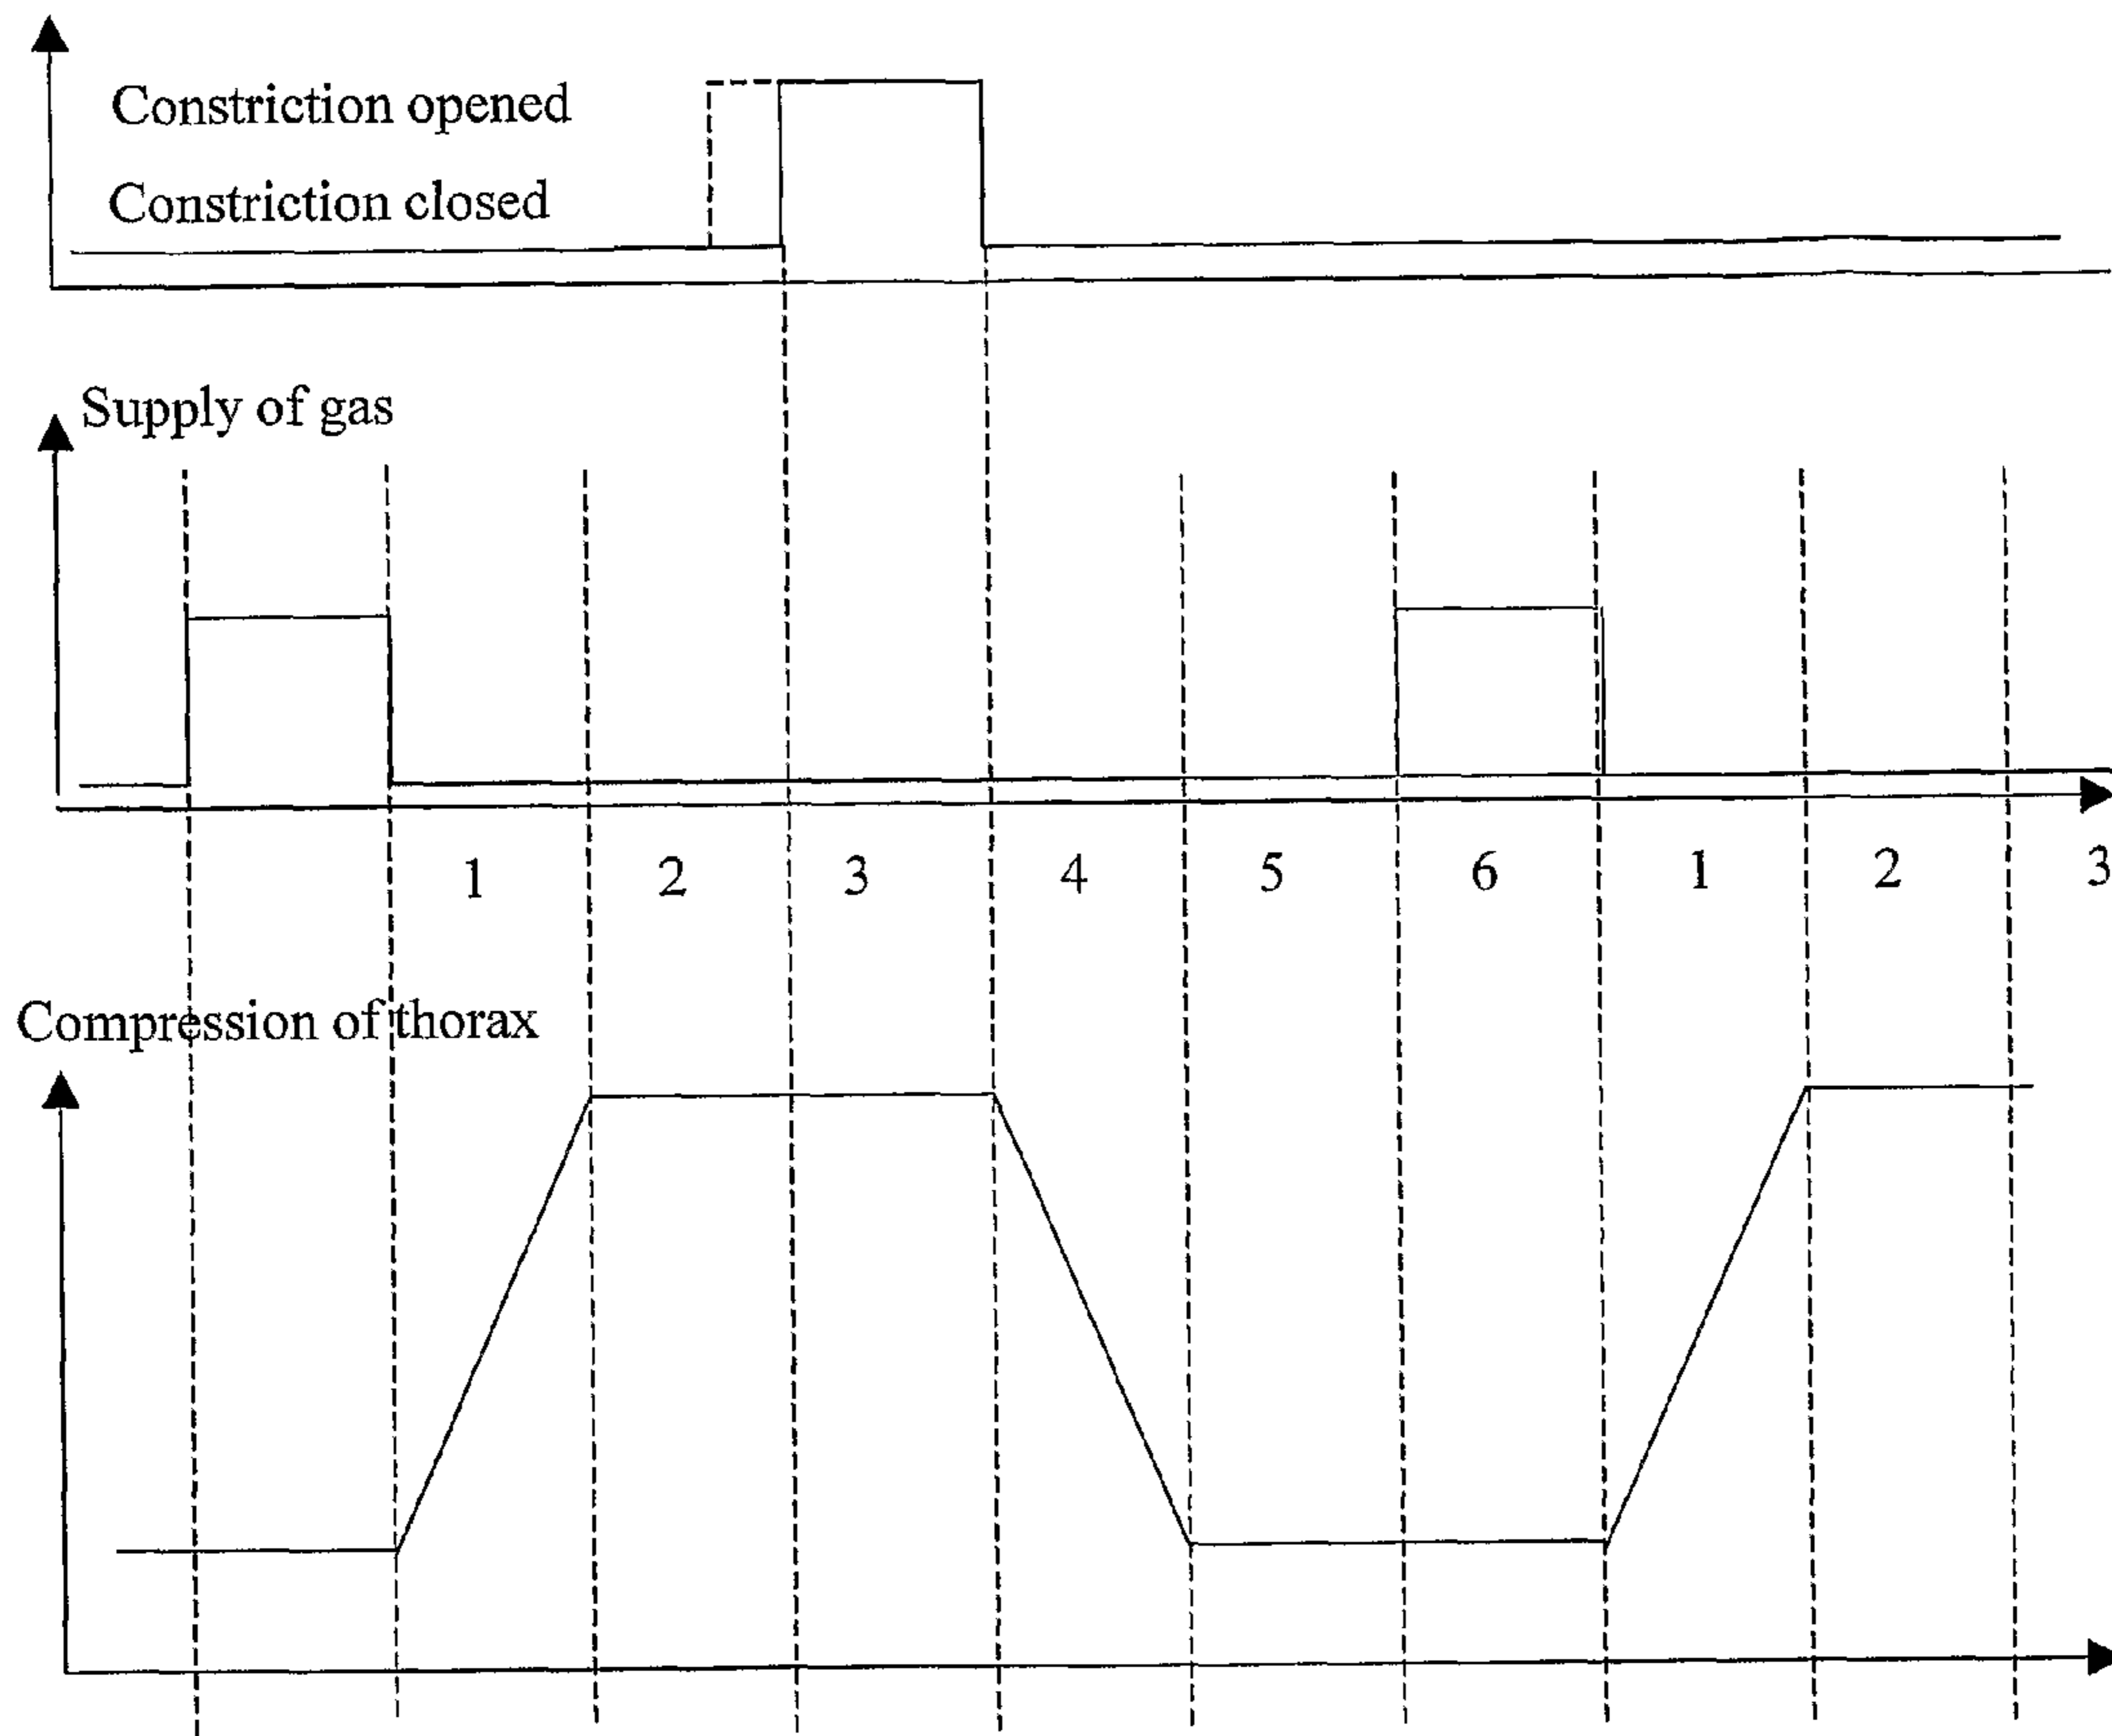 Constriction opened
Constriction closed
Supply of gas
1 2 3 4 5 6 1 2 3
Compression of thorax